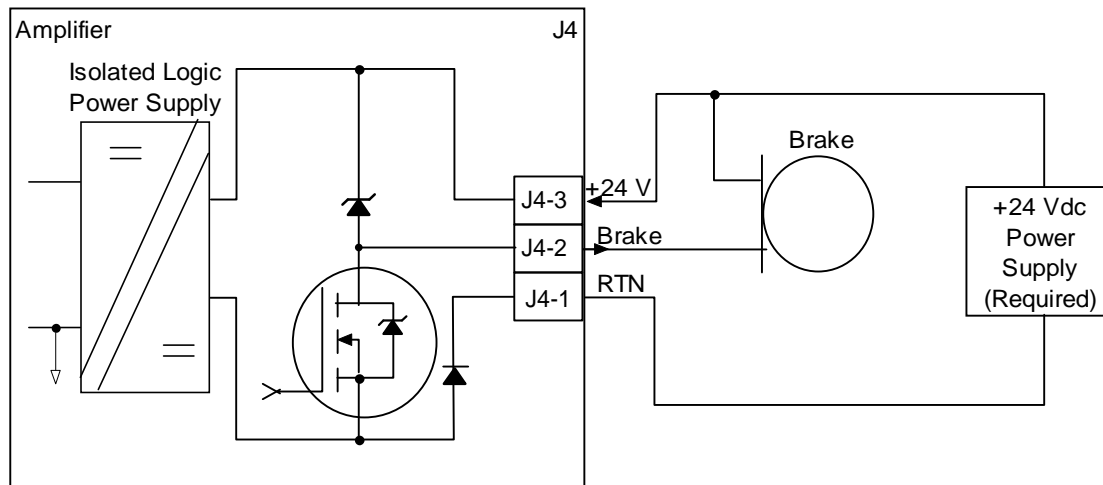 Amplifier
J4
Isolated Logic
Power Supply
J4-3
+24 V
J4-2
Brake
J4-1
RTN
Brake
+24 Vdc
Power
Supply
(Required)